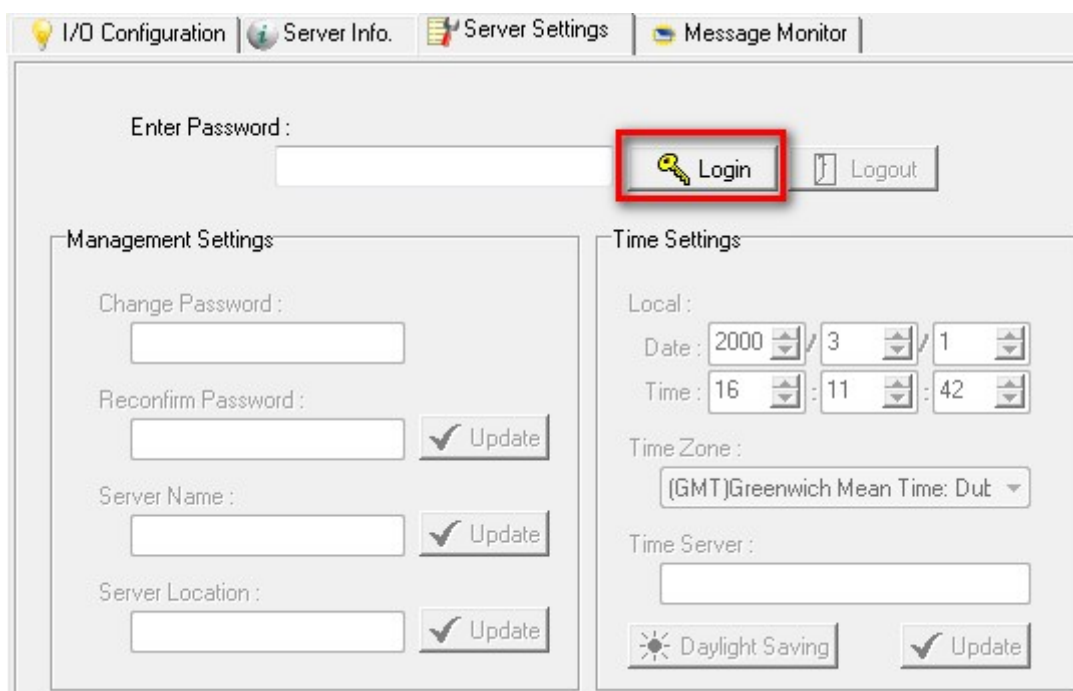 I/O Configuration Server Info. Server Settings Message Monitor
Enter Password :
Login Logout
Management Settings
Change Password :
Reconfirm Password :
Update
Server Name :
Update
Server Location :
Update
Time Settings
Local :
Date : 2000 / 3 / 1
Time : 16 : 11 : 42
Time Zone :
(GMT)Greenwich Mean Time: Dub
Time Server :
Daylight Saving Update